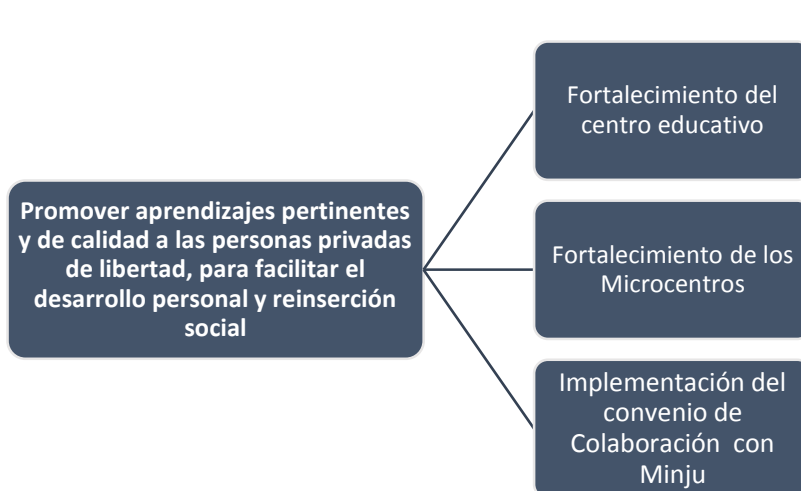 Promover aprendizajes pertinentes
y de calidad a las personas privadas
de libertad, para facilitar el
desarrollo personal y reinserción
social
Fortalecimiento del
centro educativo
Fortalecimiento de los
Microcentros
Implementación del
convenio de
Colaboración con
Minju